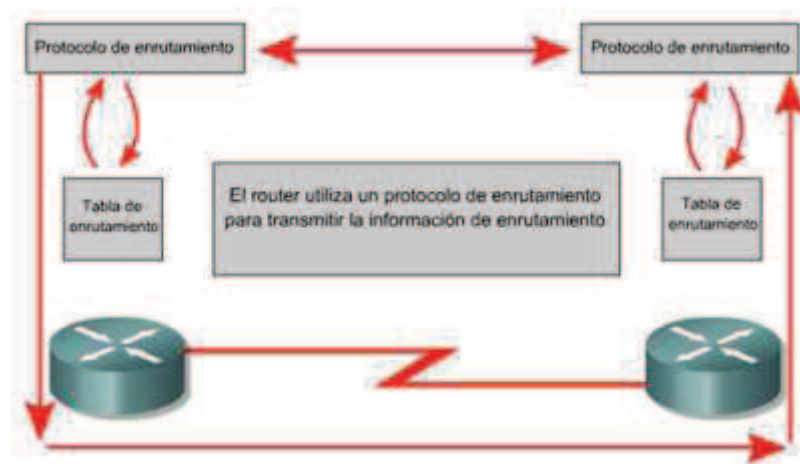 Protocolo de enrutamiento
Protocolo de enrutamiento
Tabla de
enrutamiento
El router utiliza un protocolo de enrutamiento
para transmitir la información de enrutamiento
Tabla de
enrutamiento